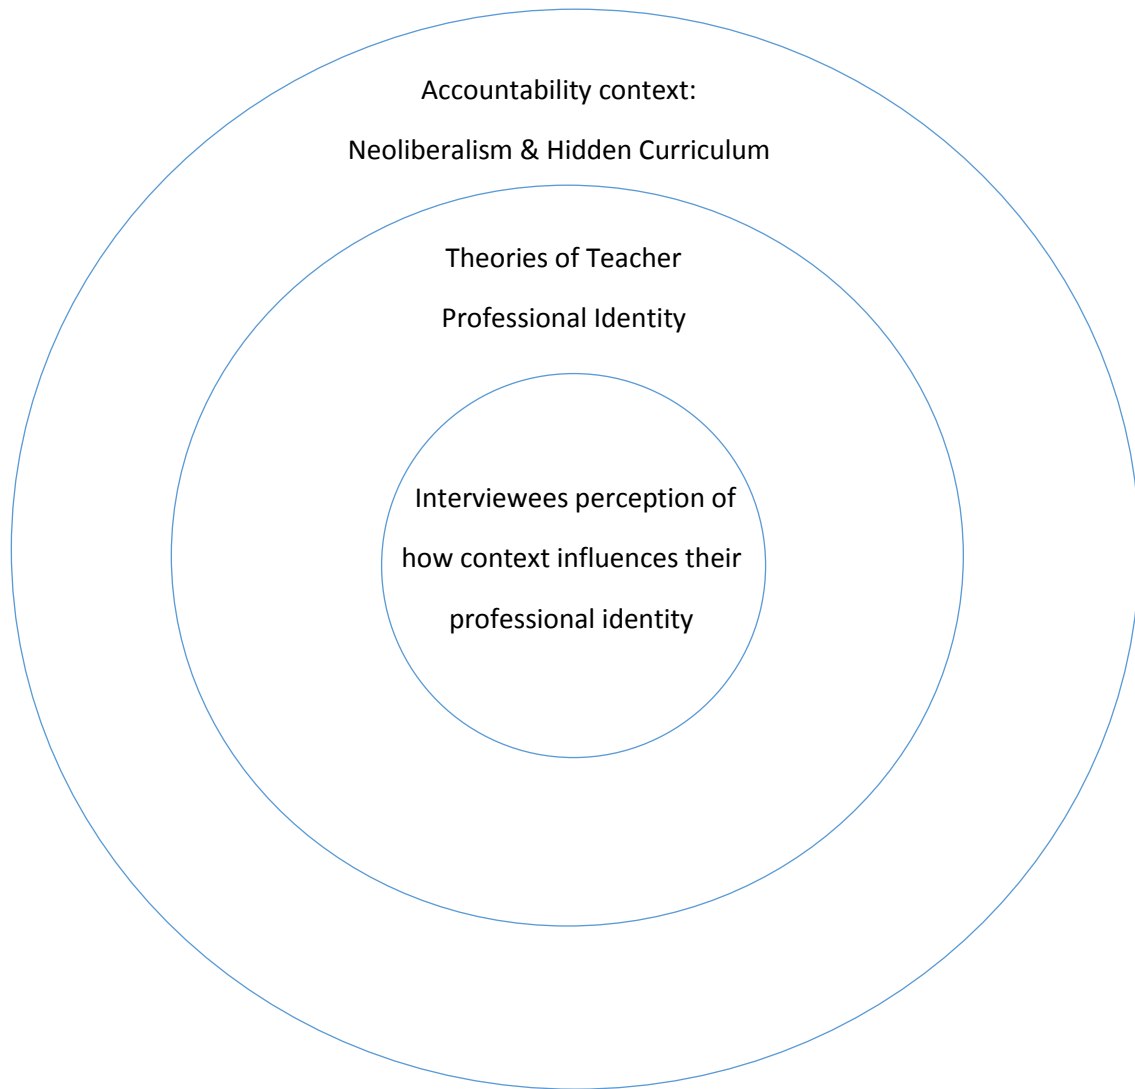 Accountability context:
Neoliberalism & Hidden Curriculum
Theories of Teacher
Professional Identity
Interviewees perception of
how context influences their
professional identity